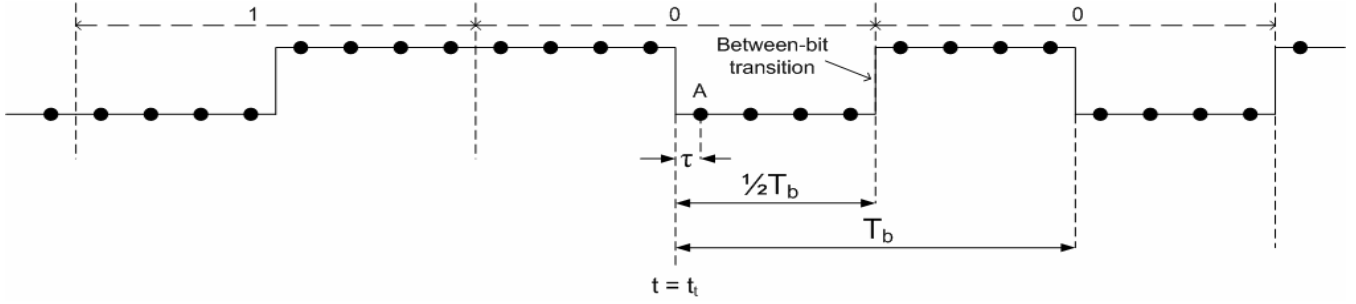 1 0 0
Between-bit
transition
A
τ
½T_b
T_b
t = t_t